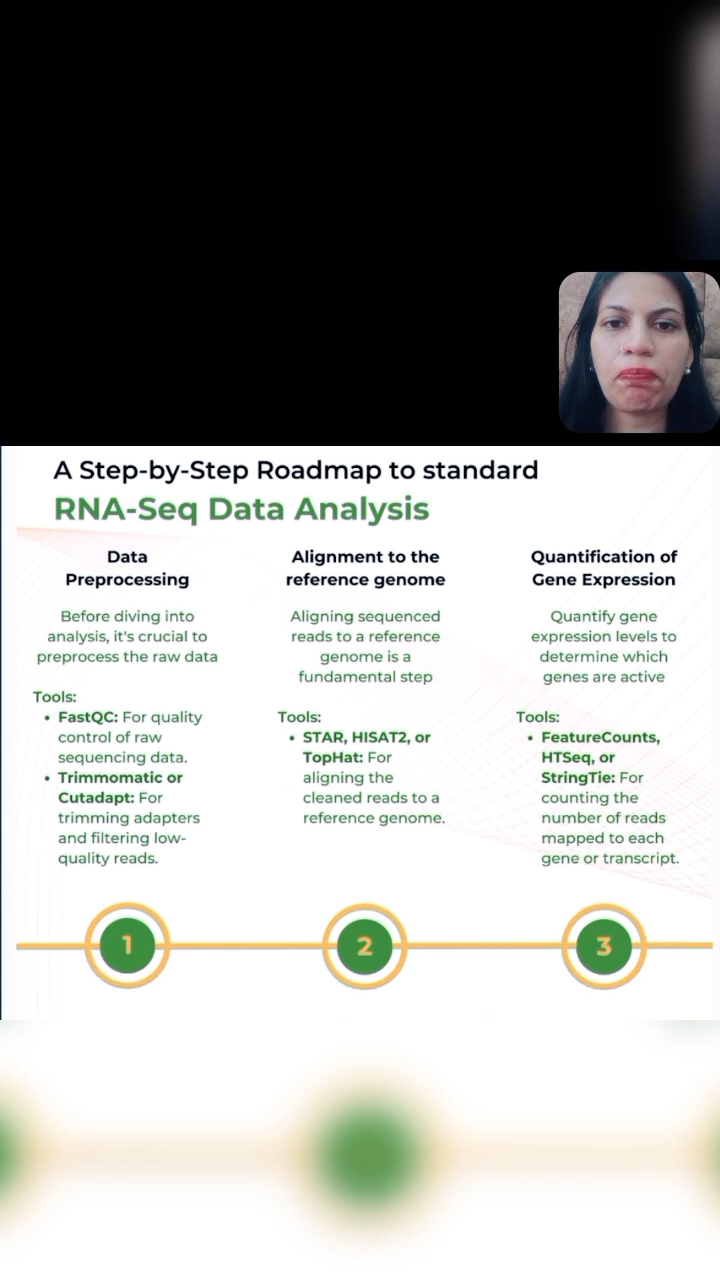 A Step-by-Step Roadmap to standard
RNA-Seq Data Analysis
Data
Preprocessing
Before diving into
analysis, it's crucial to
preprocess the raw data
Tools:
• FastQC: For quality
control of raw
sequencing data.
• Trimmomatic or
Cutadapt: For
trimming adapters
and filtering low-
quality reads.
1
Alignment to the
reference genome
Aligning sequenced
reads to a reference
genome is a
fundamental step
Tools:
• STAR, HISAT2, or
TopHat: For
aligning the
cleaned reads to a
reference genome.
2
Quantification of
Gene Expression
Quantify gene
expression levels to
determine which
genes are active
Tools:
• FeatureCounts,
HTSeq, or
StringTie: For
counting the
number of reads
mapped to each
gene or transcript.
3